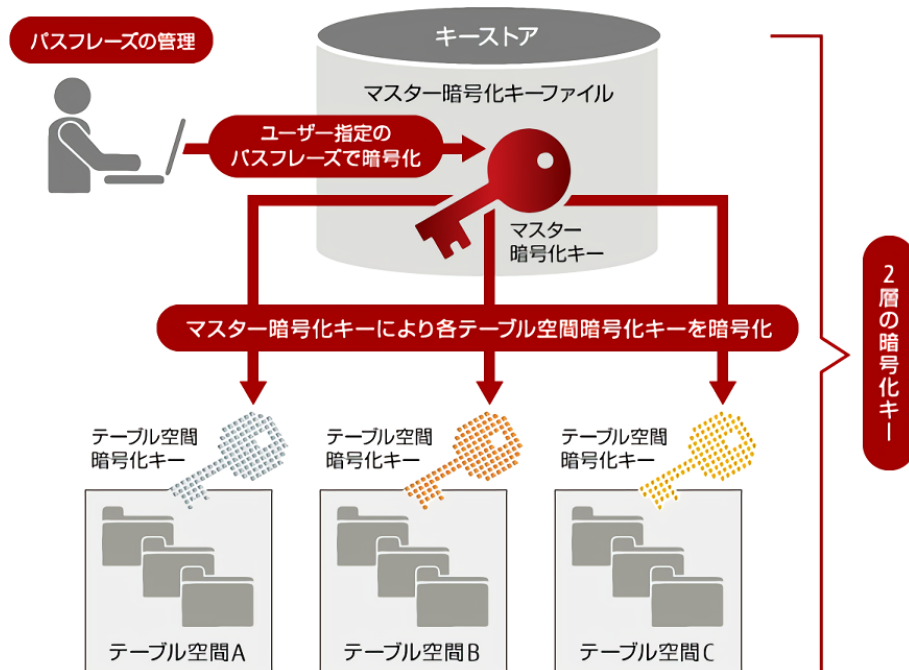 パスフレーズの管理
キーストア
マスター暗号化キーファイル
ユーザー指定の
パスフレーズで暗号化
マスター
暗号化キー
マスター暗号化キーにより各テーブル空間暗号化キーを暗号化
2層の暗号化キー
テーブル空間
暗号化キー
テーブル空間
暗号化キー
テーブル空間
暗号化キー
テーブル空間A
テーブル空間B
テーブル空間C